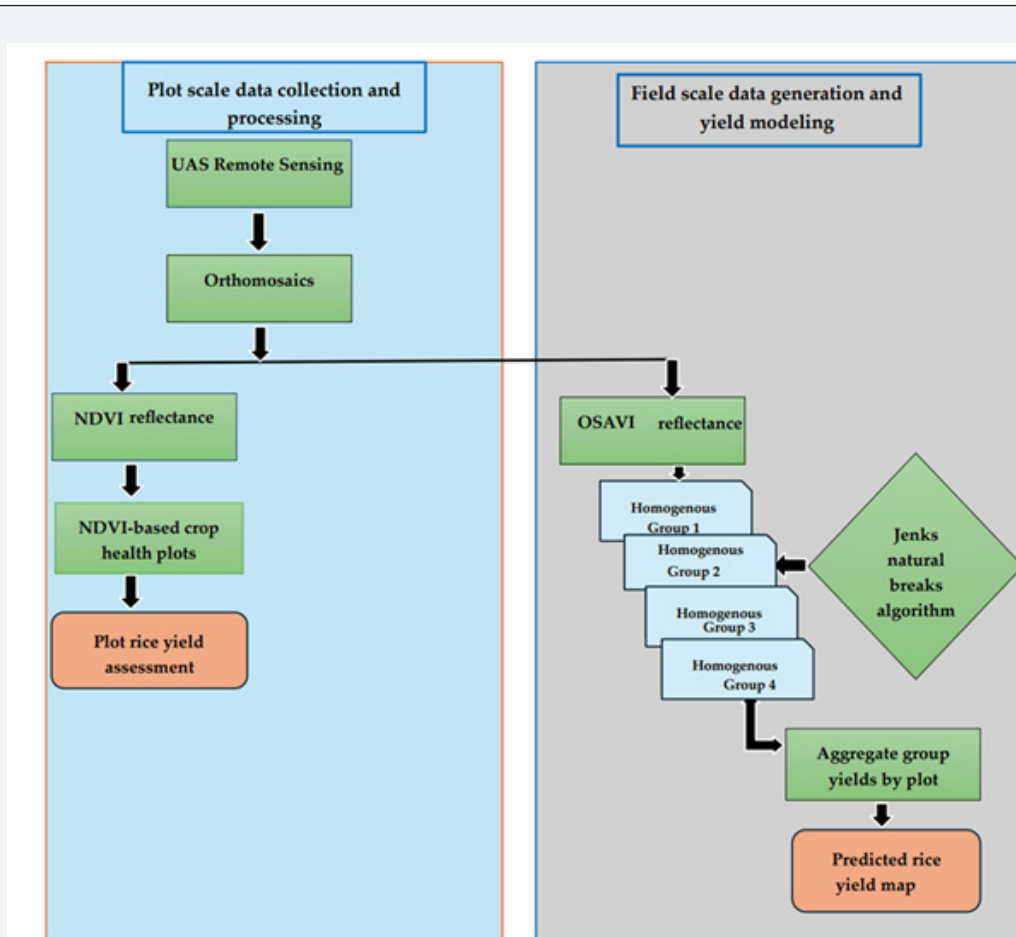 Plot scale data collection and
processing
UAS Remote Sensing
Orthomosaics
NDVI reflectance
NDVI-based crop
health plots
Plot rice yield
assessment
Field scale data generation and
yield modeling
OSAVI reflectance
Homogenous
Group 1
Homogenous
Group 2
Homogenous
Group 3
Homogenous
Group 4
Jenks
natural
breaks
algorithm
Aggregate group
yields by plot
Predicted rice
yield map